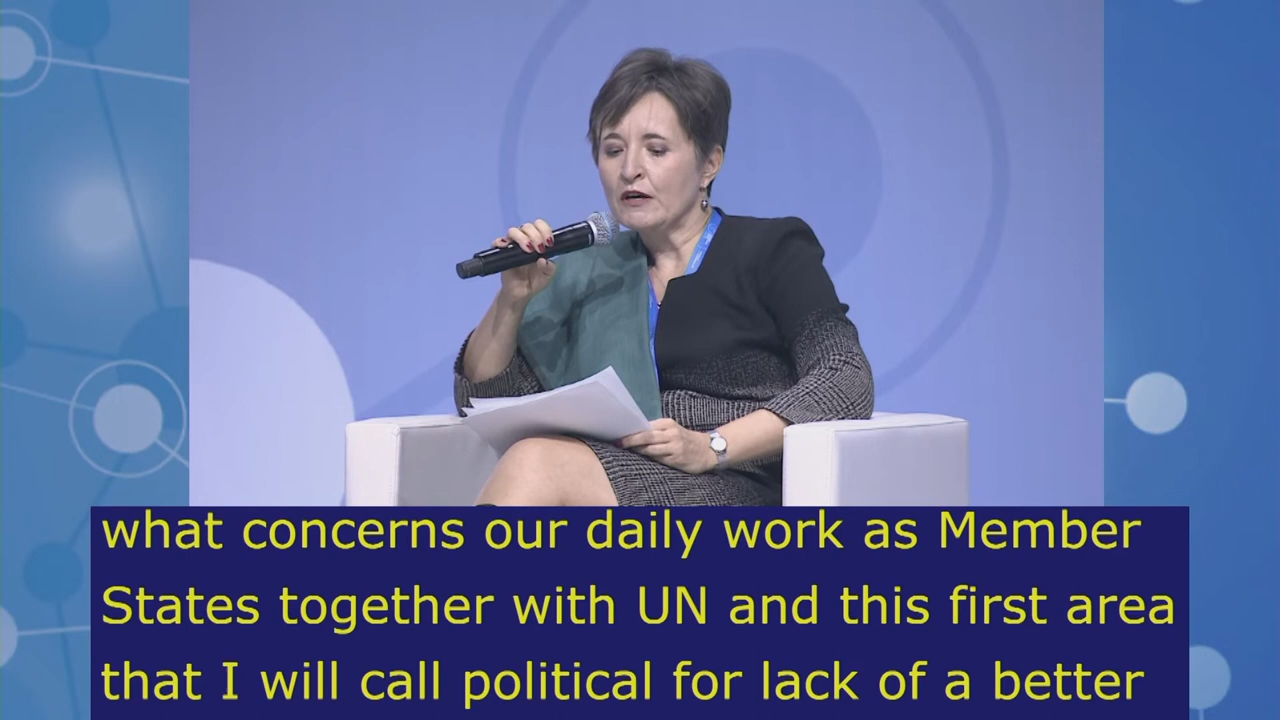 what concerns our daily work as Member
States together with UN and this first area
that I will call political for lack of a better